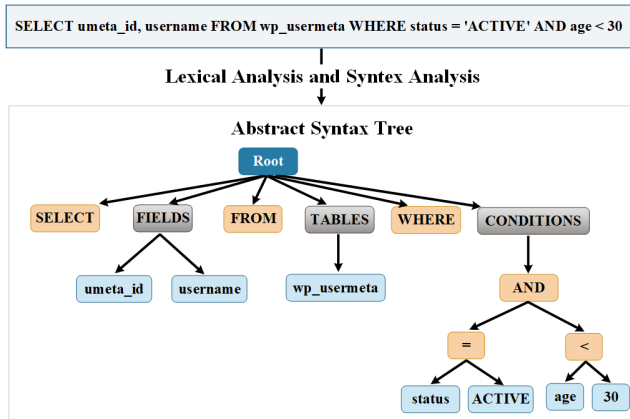 SELECT umeta_id, username FROM wp_usermeta WHERE status = 'ACTIVE' AND age < 30
Lexical Analysis and Syntex Analysis
Abstract Syntax Tree
Root
SELECT FIELDS FROM TABLES WHERE CONDITIONS
umeta_id username wp_usermeta AND
= <
status ACTIVE age 30